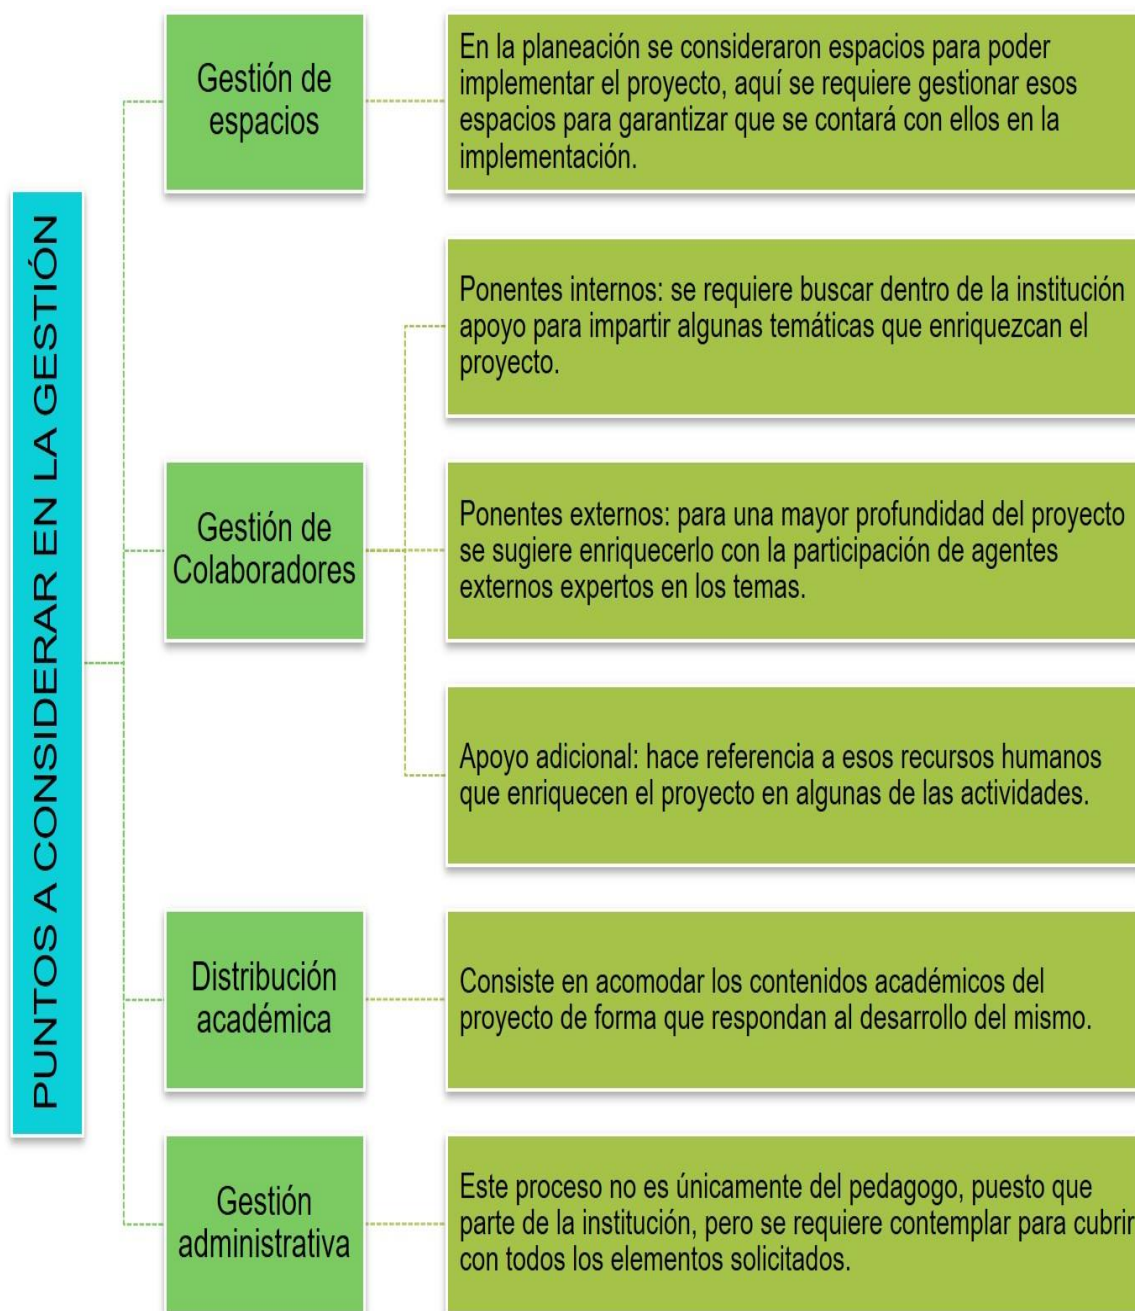 PUNTOS A CONSIDERAR EN LA GESTIÓN
Gestión de
espacios
En la planeación se consideraron espacios para poder
implementar el proyecto, aquí se requiere gestionar esos
espacios para garantizar que se contará con ellos en la
implementación.
Gestión de
Colaboradores
Ponentes internos: se requiere buscar dentro de la institución
apoyo para impartir algunas temáticas que enriquezcan el
proyecto.
Ponentes externos: para una mayor profundidad del proyecto
se sugiere enriquecerlo con la participación de agentes
externos expertos en los temas.
Apoyo adicional: hace referencia a esos recursos humanos
que enriquecen el proyecto en algunas de las actividades.
Distribución
académica
Consiste en acomodar los contenidos académicos del
proyecto de forma que respondan al desarrollo del mismo.
Gestión
administrativa
Este proceso no es únicamente del pedagogo, puesto que
parte de la institución, pero se requiere contemplar para cubrir
con todos los elementos solicitados.